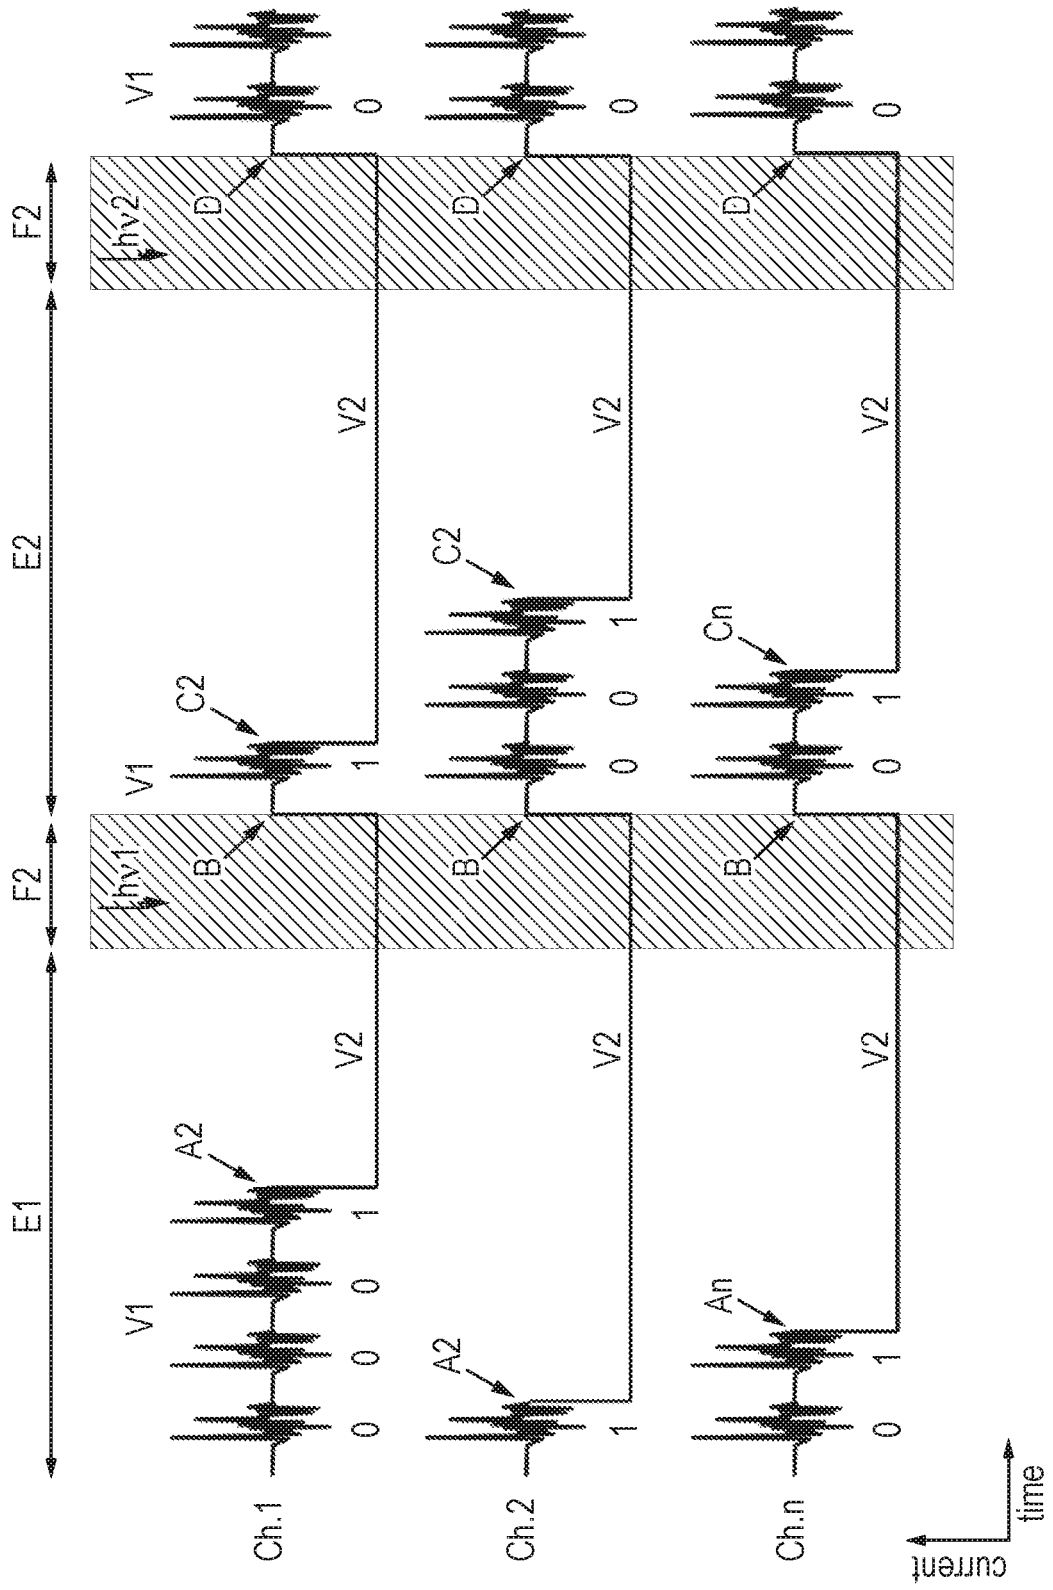 E1 F2 E2 F2
hν1 hν2
V1 V1 V1
A2 B C2 D
Ch.1
0 0 0 1 V2 1 V2 0
A2 B C2 D
Ch.2
1 V2 0 0 1 V2 0
An B Cn D
Ch.n
0 1 V2 0 1 V2 0
current
time